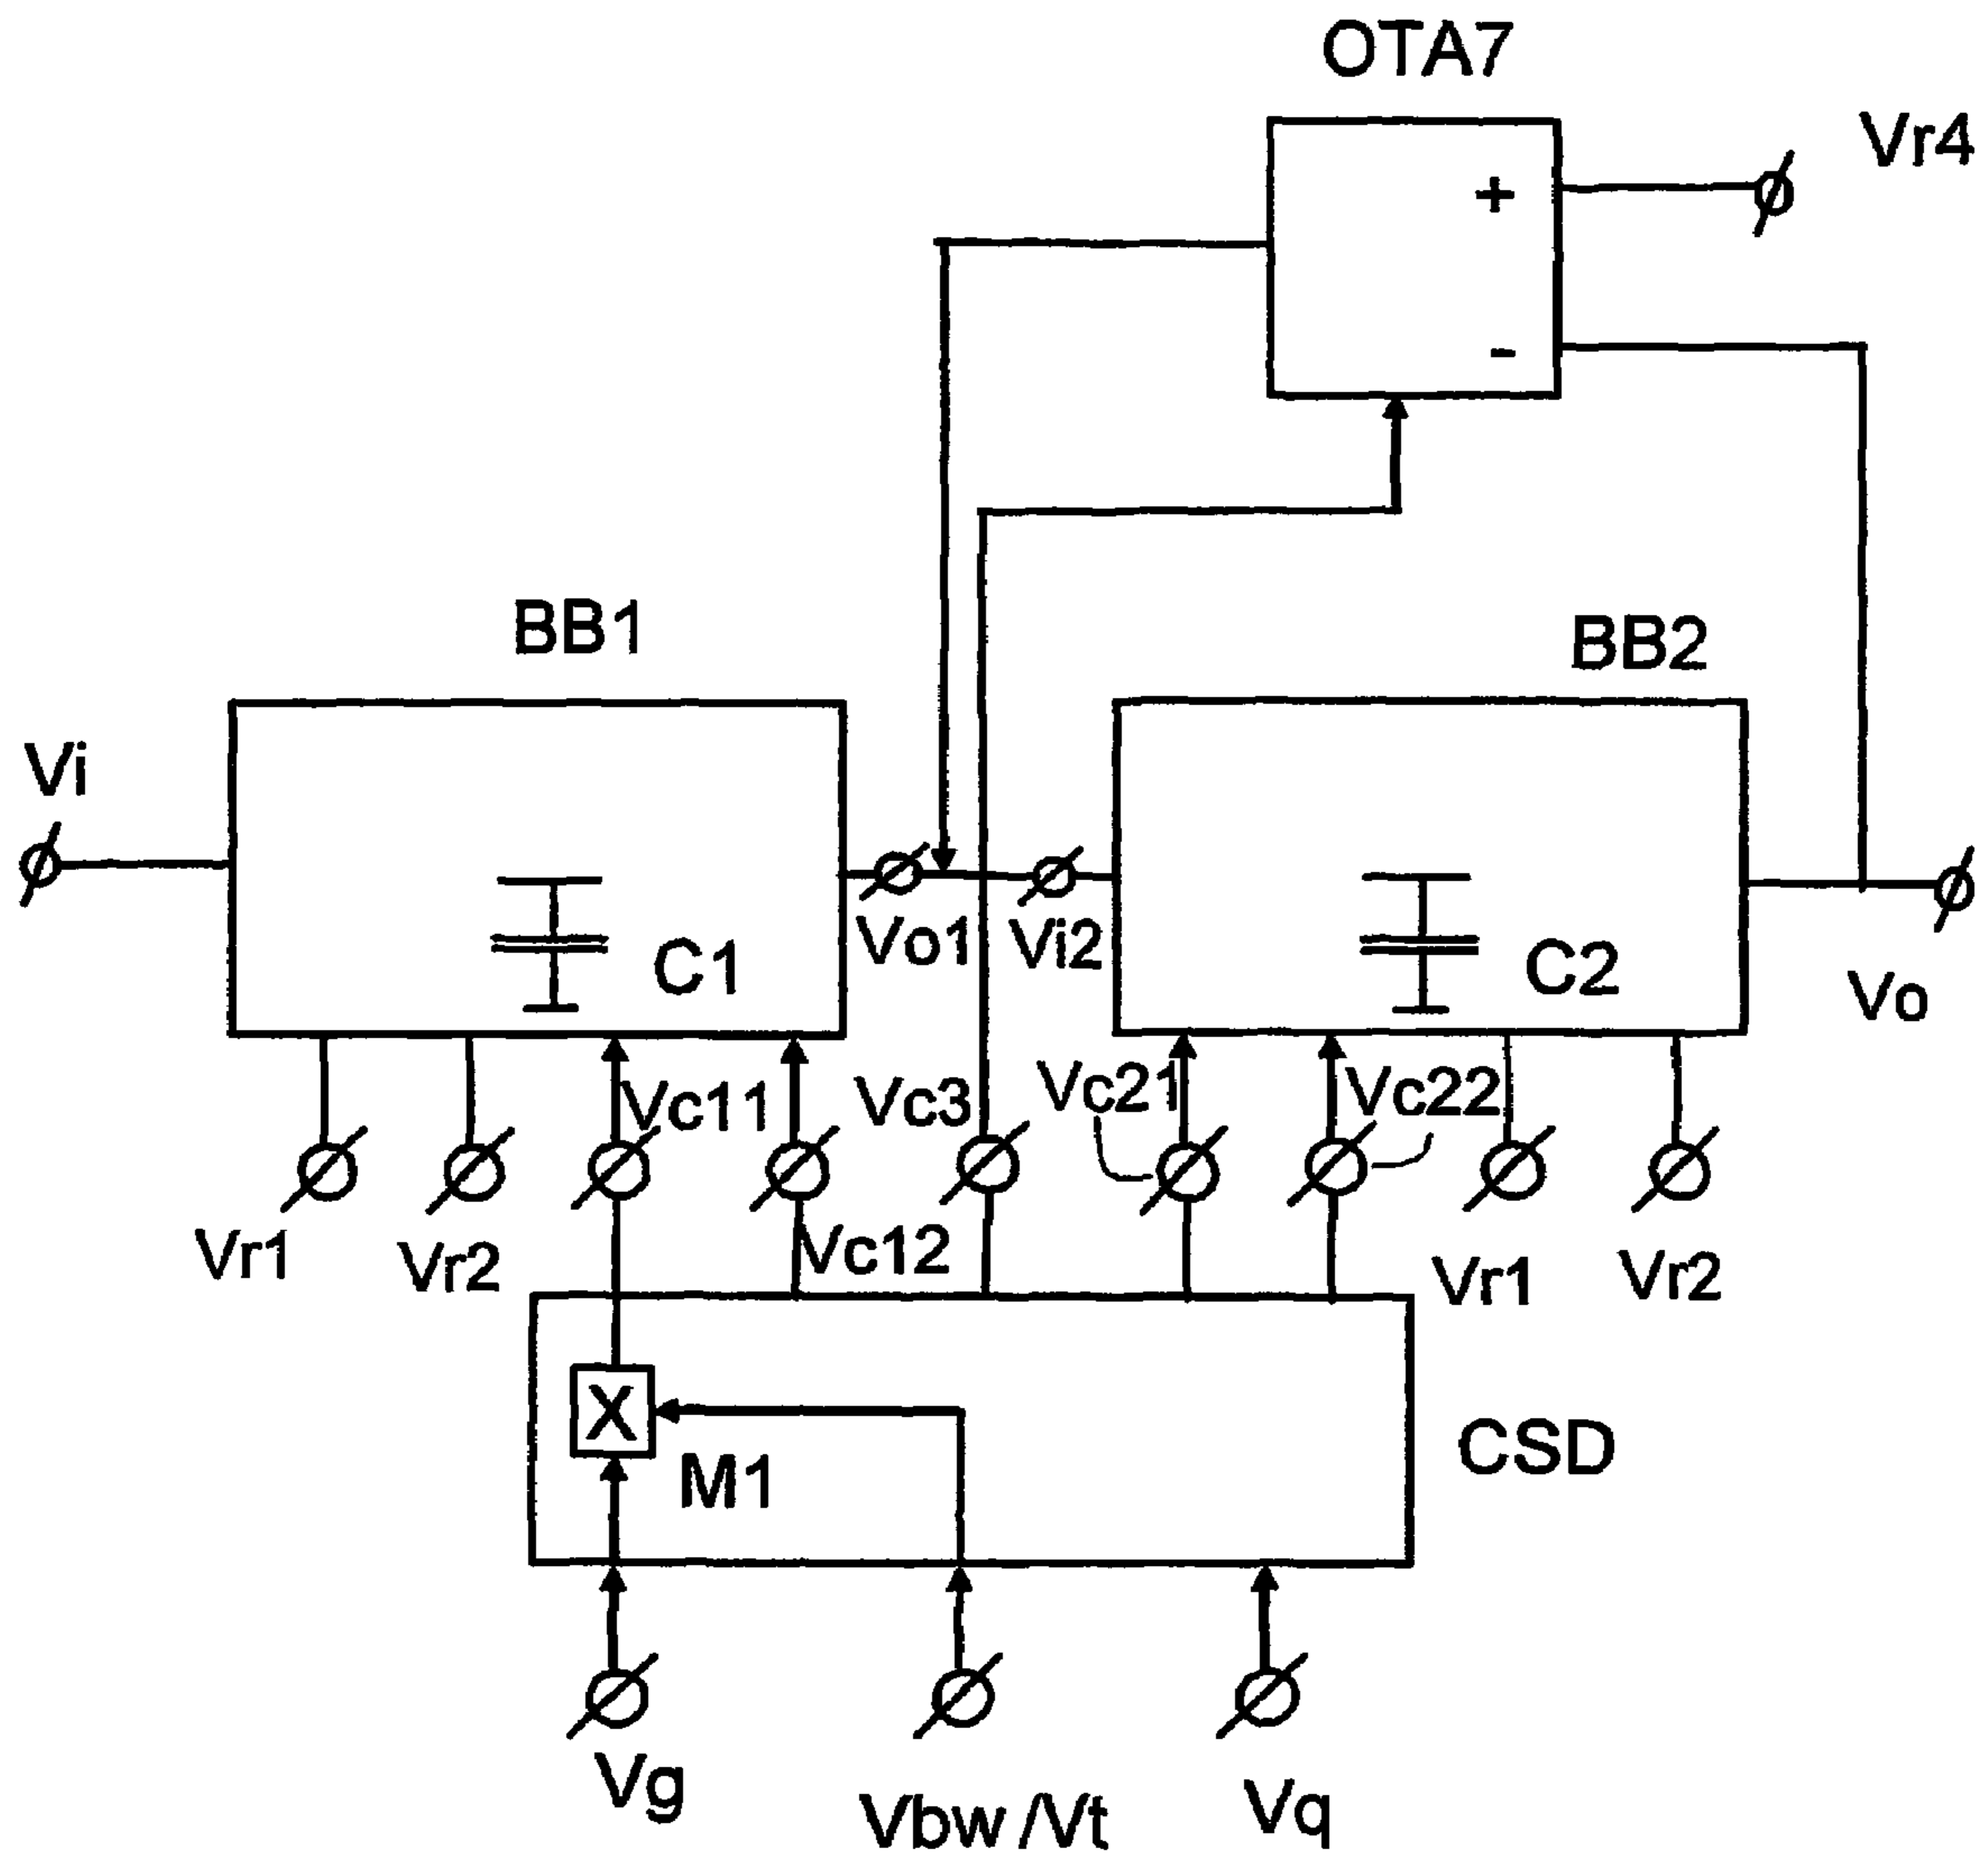 OTA7
Vr4
+
-
BB1
BB2
Vi
C1
Vo1
Vi2
C2
Vo
Vc11
Vc3
Vc21
Vc22
Vr1
Vr2
Vc12
Vr1
Vr2
X
M1
CSD
Vg
Vbw/Vt
Vq